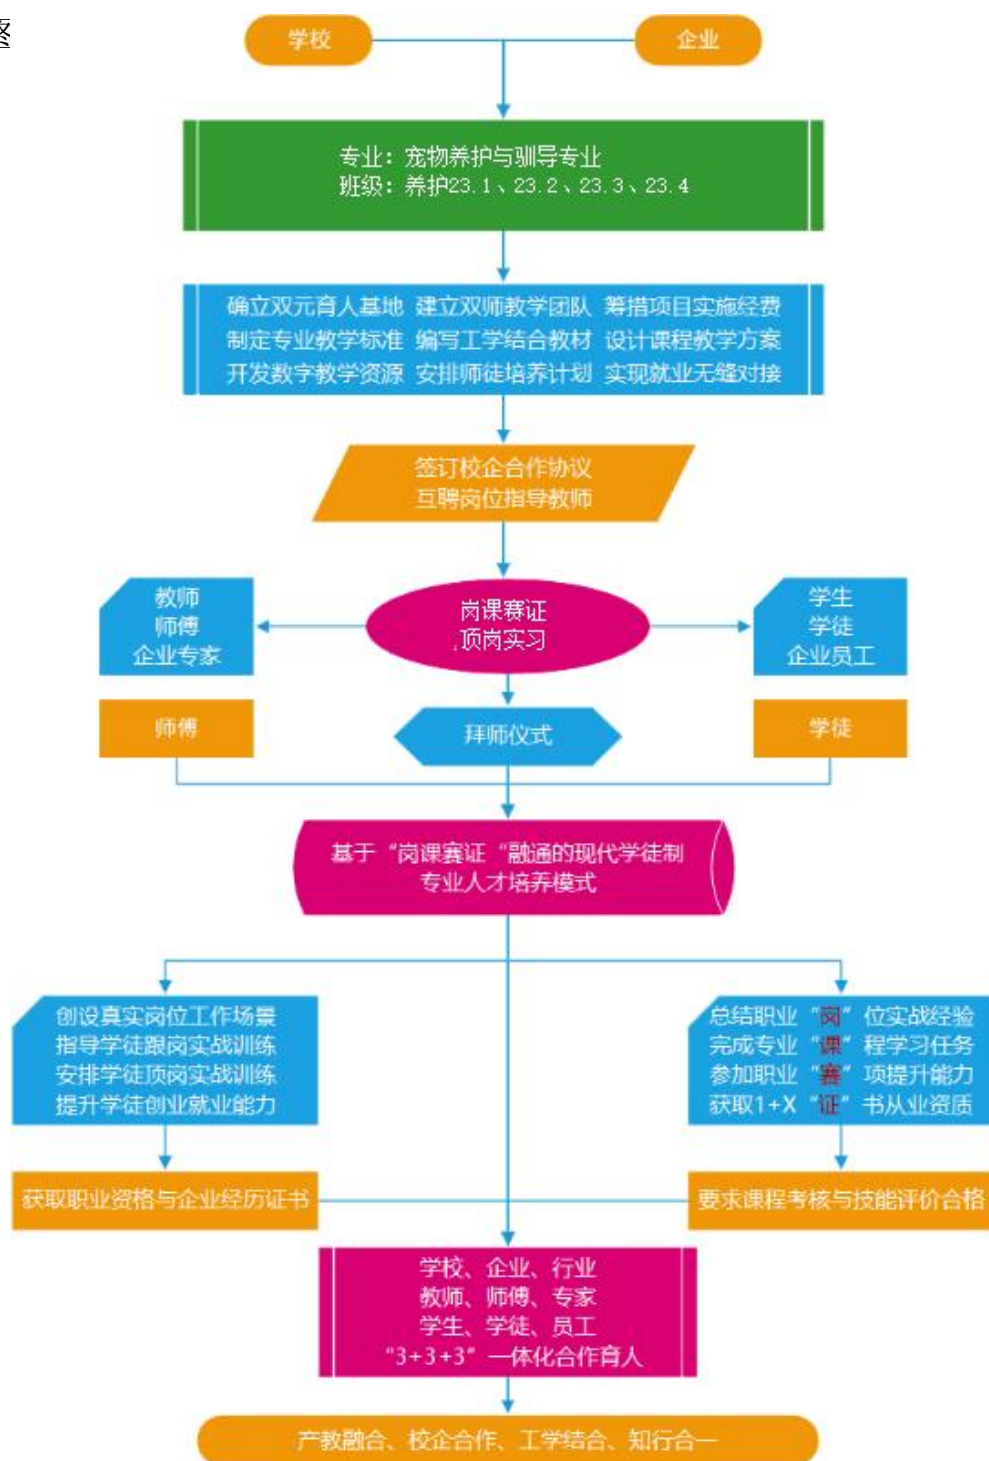 学校
企业
专业：宠物养护与驯导专业
班级：养护23.1、23.2、23.3、23.4
确立双元育人基地 建立双师教学团队 筹措项目实施经费
制定专业教学标准 编写工学结合教材 设计课程教学方案
开发数字教学资源 安排师徒培养计划 实现就业无缝对接
签订校企合作协议
互聘岗位指导教师
教师
师傅
企业专家
岗课赛证
顶岗实习
学生
学徒
企业员工
师傅
拜师仪式
学徒
基于“岗课赛证“融通的现代学徒制
专业人才培养模式
创设真实岗位工作场景
指导学徒跟岗实战训练
安排学徒顶岗实战训练
提升学徒创业就业能力
总结职业“岗”位实战经验
完成专业“课”程学习任务
参加职业“赛”项提升能力
获取1+X“证”书从业资质
获取职业资格与企业经历证书
要求课程考核与技能评价合格
学校、企业、行业
教师、师傅、专家
学生、学徒、员工
“3+3+3”一体化合作育人
产教融合、校企合作、工学结合、知行合一